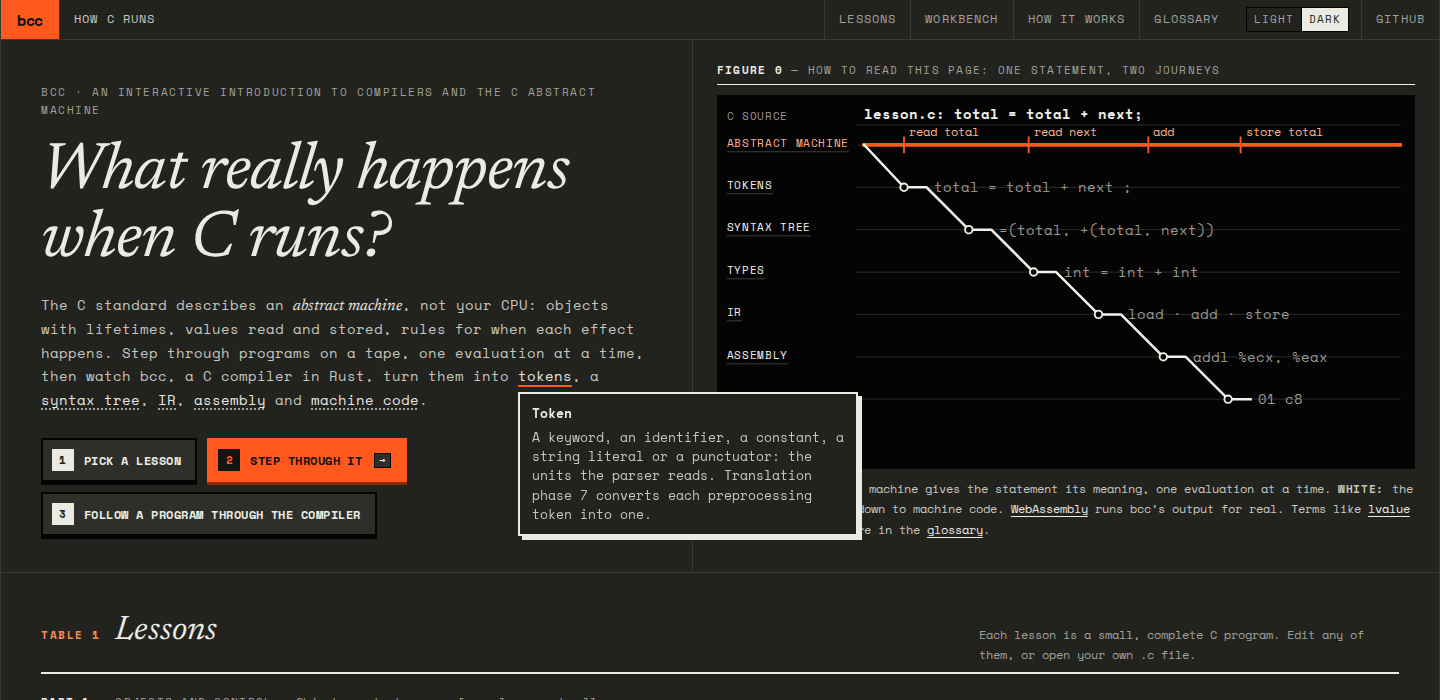 bcc HOW C RUNS LESSONS WORKBENCH HOW IT WORKS GLOSSARY LIGHT DARK GITHUB
BCC · AN INTERACTIVE INTRODUCTION TO COMPILERS AND THE C ABSTRACT
MACHINE
What really happens
when C runs?
The C standard describes an abstract machine, not your CPU: objects
with lifetimes, values read and stored, rules for when each effect
happens. Step through programs on a tape, one evaluation at a time,
then watch bcc, a C compiler in Rust, turn them into tokens, a
syntax tree, IR, assembly and machine code.
1 PICK A LESSON
2 STEP THROUGH IT →
3 FOLLOW A PROGRAM THROUGH THE COMPILER
Token
A keyword, an identifier, a constant, a
string literal or a punctuator: the
units the parser reads. Translation
phase 7 converts each preprocessing
token into one.
FIGURE 0 — HOW TO READ THIS PAGE: ONE STATEMENT, TWO JOURNEYS
C SOURCE lesson.c: total = total + next;
read total read next add store total
ABSTRACT MACHINE
TOKENS total = total + next ;
SYNTAX TREE =(total, +(total, next))
TYPES int = int + int
IR load · add · store
ASSEMBLY addl %ecx, %eax
01 c8
machine gives the statement its meaning, one evaluation at a time. WHITE: the
down to machine code. WebAssembly runs bcc's output for real. Terms like lvalue
in the glossary.
TABLE 1 Lessons
Each lesson is a small, complete C program. Edit any of
them, or open your own .c file.